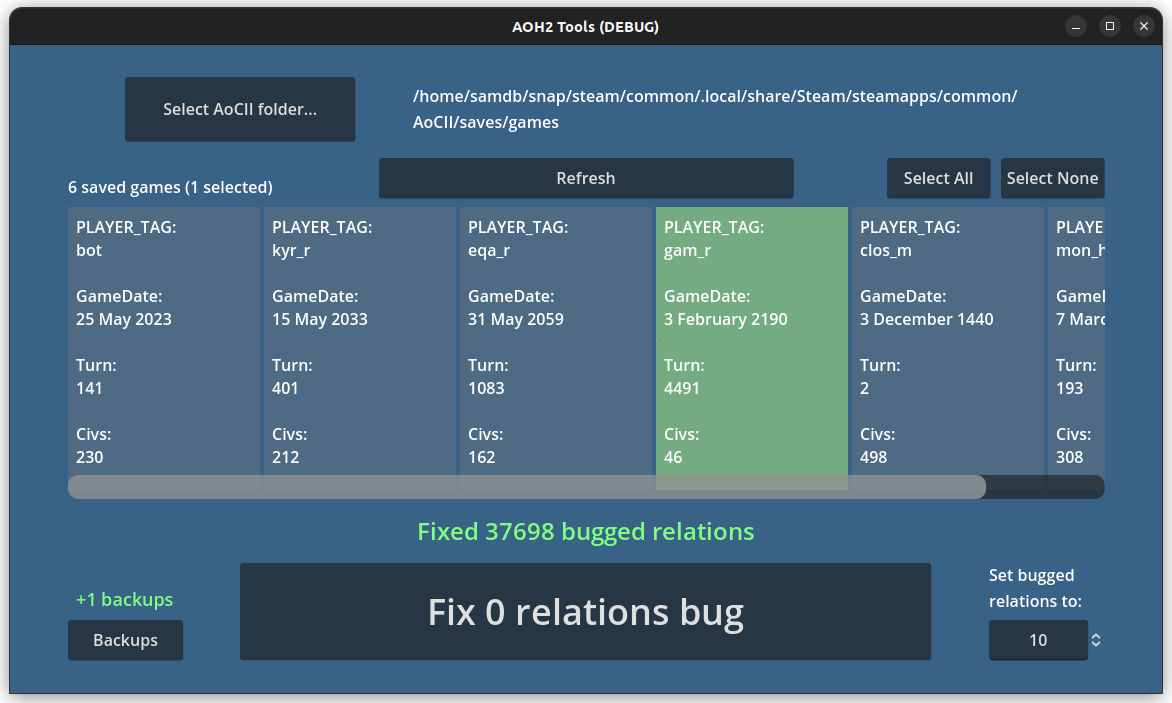 AOH2 Tools (DEBUG)
Select AoCII folder...
/home/samdb/snap/steam/common/.local/share/Steam/steamapps/common/
AoCII/saves/games
6 saved games (1 selected)
Refresh
Select All
Select None
PLAYER_TAG:
bot
GameDate:
25 May 2023
Turn:
141
Civs:
230
PLAYER_TAG:
kyr_r
GameDate:
15 May 2033
Turn:
401
Civs:
212
PLAYER_TAG:
eqa_r
GameDate:
31 May 2059
Turn:
1083
Civs:
162
PLAYER_TAG:
gam_r
GameDate:
3 February 2190
Turn:
4491
Civs:
46
PLAYER_TAG:
clos_m
GameDate:
3 December 1440
Turn:
2
Civs:
498
PLAYE
mon_h
Game
7 Marc
Turn:
193
Civs:
308
Fixed 37698 bugged relations
+1 backups
Backups
Fix 0 relations bug
Set bugged
relations to:
10